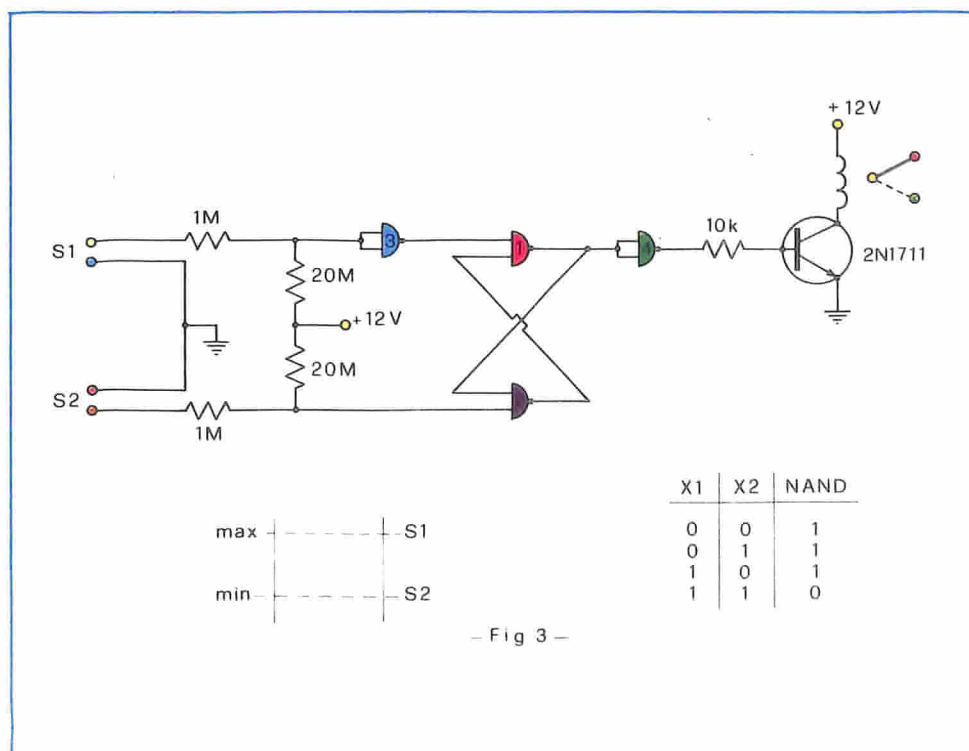 +12V
1M
3
1
4
10k
S1
2N1711
20M
+12V
20M
S2
1M
X1 X2 NAND
max S1
0 0 1
0 1 1
1 0 1
min S2
1 1 0
– Fig 3 –